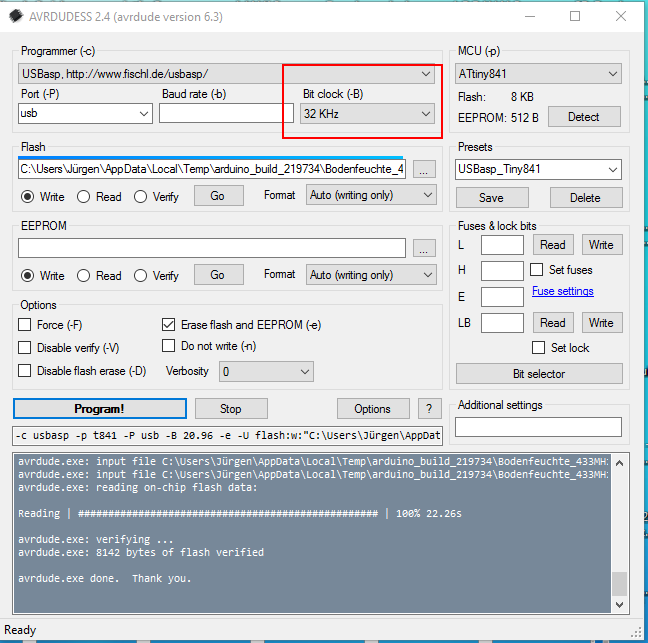 AVRDUDESS 2.4 (avrdude version 6.3)
Programmer (-c)
USBasp, http://www.fischl.de/usbasp/
Port (-P)
Baud rate (-b)
Bit clock (-B)
usb
32 KHz
MCU (-p)
ATtiny841
Flash: 8 KB
EEPROM: 512 B
Detect
Flash
C:\Users\Jürgen\AppData\Local\Temp\arduino_build_219734\Bodenfeuchte_4
...
Write
Read
Verify
Go
Format
Auto (writing only)
Presets
USBasp_Tiny841
Save
Delete
EEPROM
...
Write
Read
Verify
Go
Format
Auto (writing only)
Fuses & lock bits
L
Read
Write
H
Set fuses
E
Fuse settings
LB
Read
Write
Set lock
Bit selector
Options
Force (-F)
Erase flash and EEPROM (-e)
Disable verify (-V)
Do not write (-n)
Disable flash erase (-D)
Verbosity
0
Program!
Stop
Options
?
Additional settings
-c usbasp -p t841 -P usb -B 20.96 -e -U flash:w:"C:\Users\Jürgen\AppDat
avrdude.exe: input file C:\Users\Jürgen\AppData\Local\Temp\arduino_build_219734\Bodenfeuchte_433MHz
avrdude.exe: input file C:\Users\Jürgen\AppData\Local\Temp\arduino_build_219734\Bodenfeuchte_433MHz
avrdude.exe: reading on-chip flash data:
Reading | ################################################## | 100% 22.26s
avrdude.exe: verifying ...
avrdude.exe: 8142 bytes of flash verified
avrdude.exe done.  Thank you.
Ready